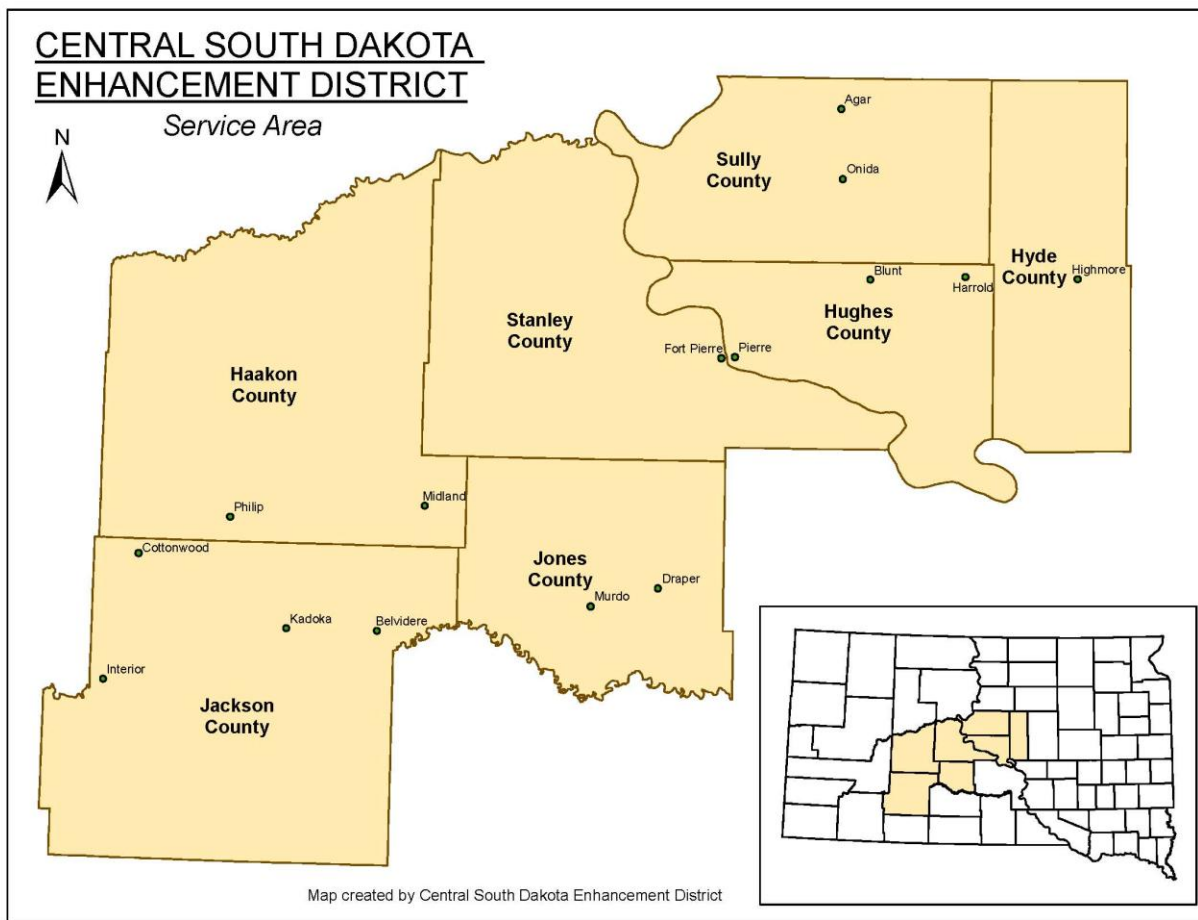 CENTRAL SOUTH DAKOTA
ENHANCEMENT DISTRICT
Service Area
N
Agar
Sully
County
Onida
Hyde
County
Highmore
Blunt
Harrold
Hughes
County
Stanley
County
Fort Pierre
Pierre
Haakon
County
Midland
Philip
Cottonwood
Jones
County
Draper
Murdo
Kadoka
Belvidere
Interior
Jackson
County
Map created by Central South Dakota Enhancement District